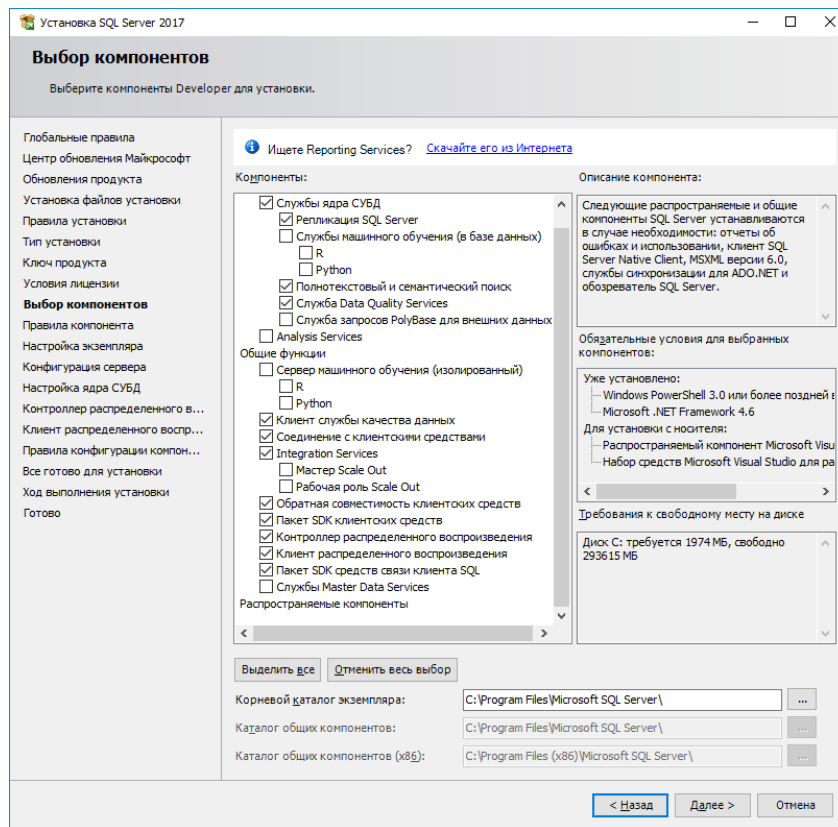 Установка SQL Server 2017
Выбор компонентов
Выберите компоненты Developer для установки.
Глобальные правила
Центр обновления Майкрософт
Обновления продукта
Установка файлов установки
Правила установки
Тип установки
Ключ продукта
Условия лицензии
Выбор компонентов
Правила компонента
Настройка экземпляра
Конфигурация сервера
Настройка ядра СУБД
Контроллер распределенного в...
Клиент распределенного воспр...
Правила конфигурации компон...
Все готово для установки
Ход выполнения установки
Готово
Ищете Reporting Services? Скачайте его из Интернета
Компоненты:
Службы ядра СУБД
Репликация SQL Server
Службы машинного обучения (в базе данных)
R
Python
Полнотекстовый и семантический поиск
Служба Data Quality Services
Служба запросов PolyBase для внешних данных
Analysis Services
Общие функции
Сервер машинного обучения (изолированный)
R
Python
Клиент службы качества данных
Соединение с клиентскими средствами
Integration Services
Мастер Scale Out
Рабочая роль Scale Out
Обратная совместимость клиентских средств
Пакет SDK клиентских средств
Контроллер распределенного воспроизведения
Клиент распределенного воспроизведения
Пакет SDK средств связи клиента SQL
Службы Master Data Services
Распространяемые компоненты
Описание компонента:
Следующие распространяемые и общие
компоненты SQL Server устанавливаются
в случае необходимости: отчеты об
ошибках и использовании, клиент SQL
Server Native Client, MSXML версии 6.0,
службы синхронизации для ADO.NET и
обозреватель SQL Server.
Обязательные условия для выбранных
компонентов:
Уже установлено:
Windows PowerShell 3.0 или более поздней в
Microsoft .NET Framework 4.6
Для установки с носителя:
Распространяемый компонент Microsoft Visu
Набор средств Microsoft Visual Studio для ра
Требования к свободному месту на диске
Диск C: требуется 1974 МБ, свободно
293615 МБ
Выделить все
Отменить весь выбор
Корневой каталог экземпляра: C:\Program Files\Microsoft SQL Server\ ...
Каталог общих компонентов: C:\Program Files\Microsoft SQL Server\ ...
Каталог общих компонентов (x86): C:\Program Files (x86)\Microsoft SQL Server\ ...
< Назад
Далее >
Отмена